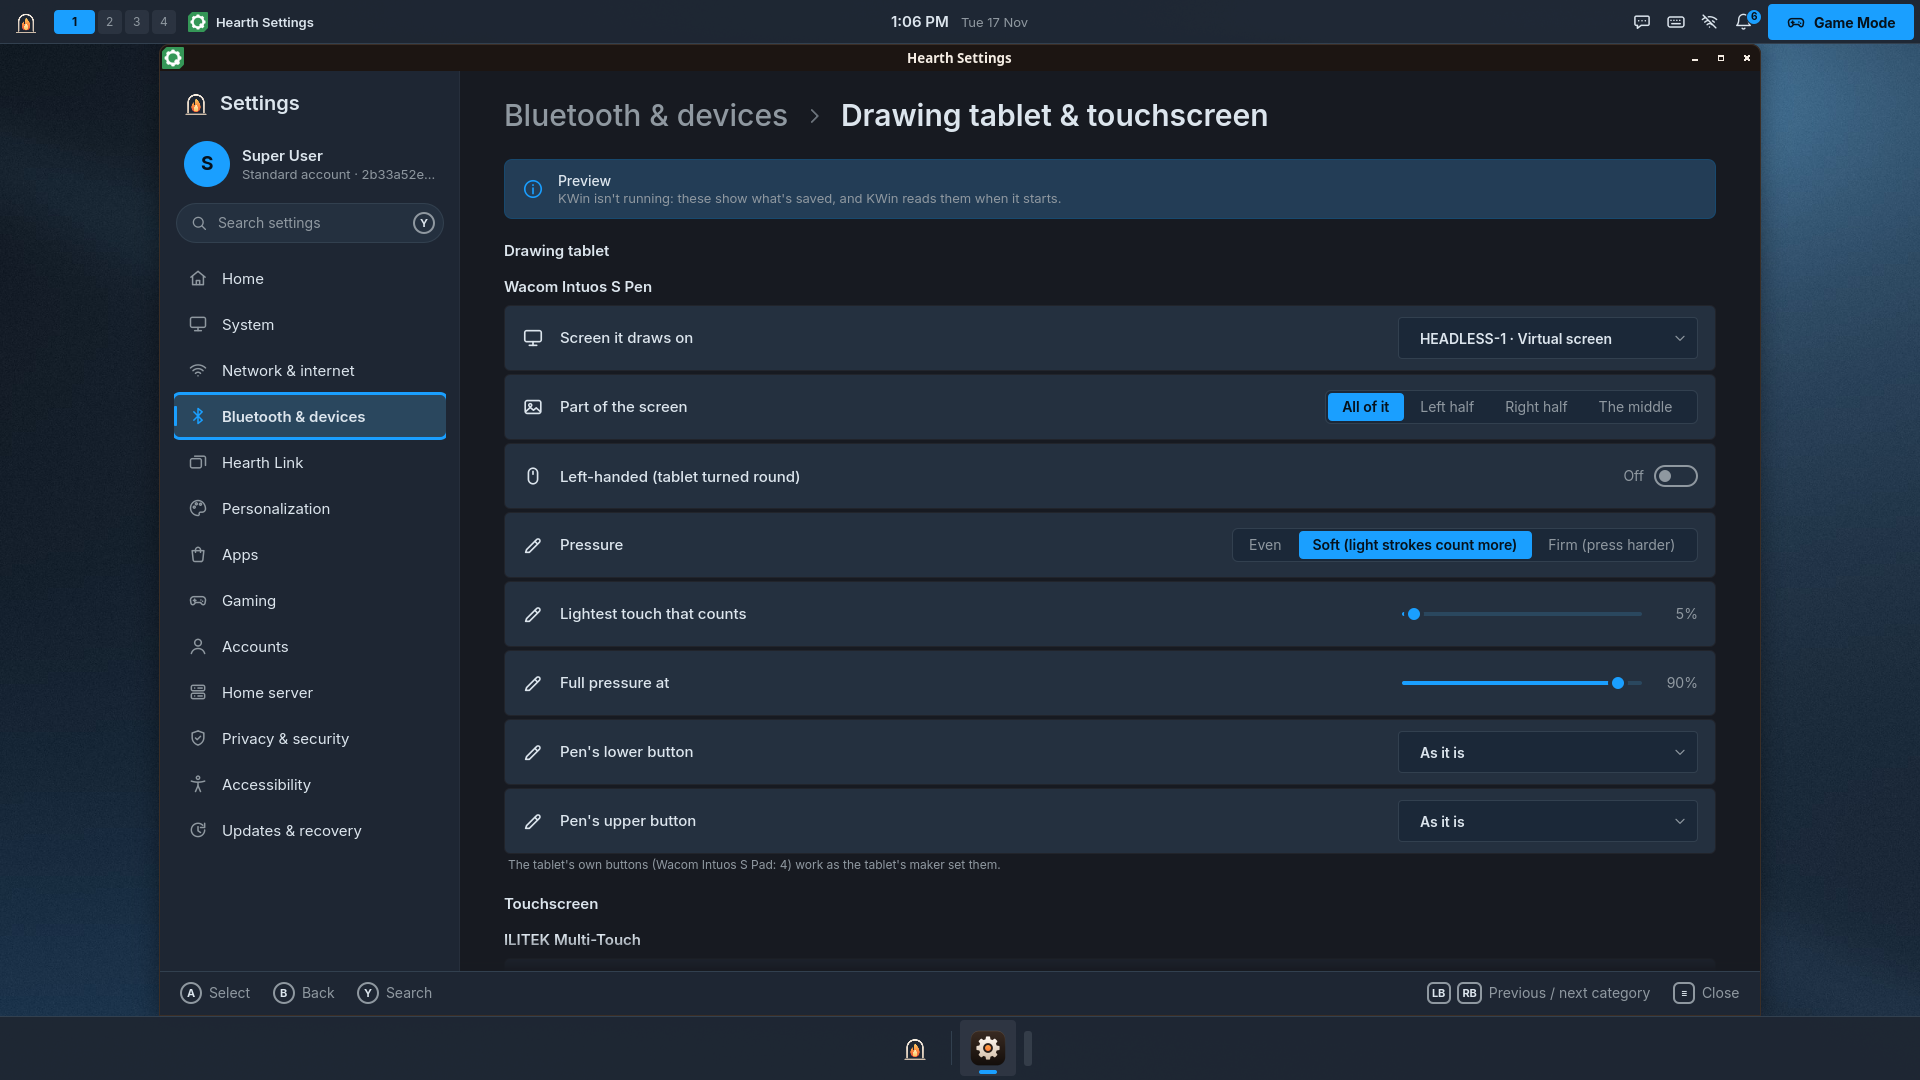 1 2 3 4 Hearth Settings 1:06 PM Tue 17 Nov 6 Game Mode
Hearth Settings
Settings
S Super User
Standard account · 2b33a52e...
Search settings Y
Home
System
Network & internet
Bluetooth & devices
Hearth Link
Personalization
Apps
Gaming
Accounts
Home server
Privacy & security
Accessibility
Updates & recovery
Bluetooth & devices > Drawing tablet & touchscreen
Preview
KWin isn't running: these show what's saved, and KWin reads them when it starts.
Drawing tablet
Wacom Intuos S Pen
Screen it draws on HEADLESS-1 · Virtual screen
Part of the screen All of it Left half Right half The middle
Left-handed (tablet turned round) Off
Pressure Even Soft (light strokes count more) Firm (press harder)
Lightest touch that counts 5%
Full pressure at 90%
Pen's lower button As it is
Pen's upper button As it is
The tablet's own buttons (Wacom Intuos S Pad: 4) work as the tablet's maker set them.
Touchscreen
ILITEK Multi-Touch
A Select B Back Y Search LB RB Previous / next category ≡ Close